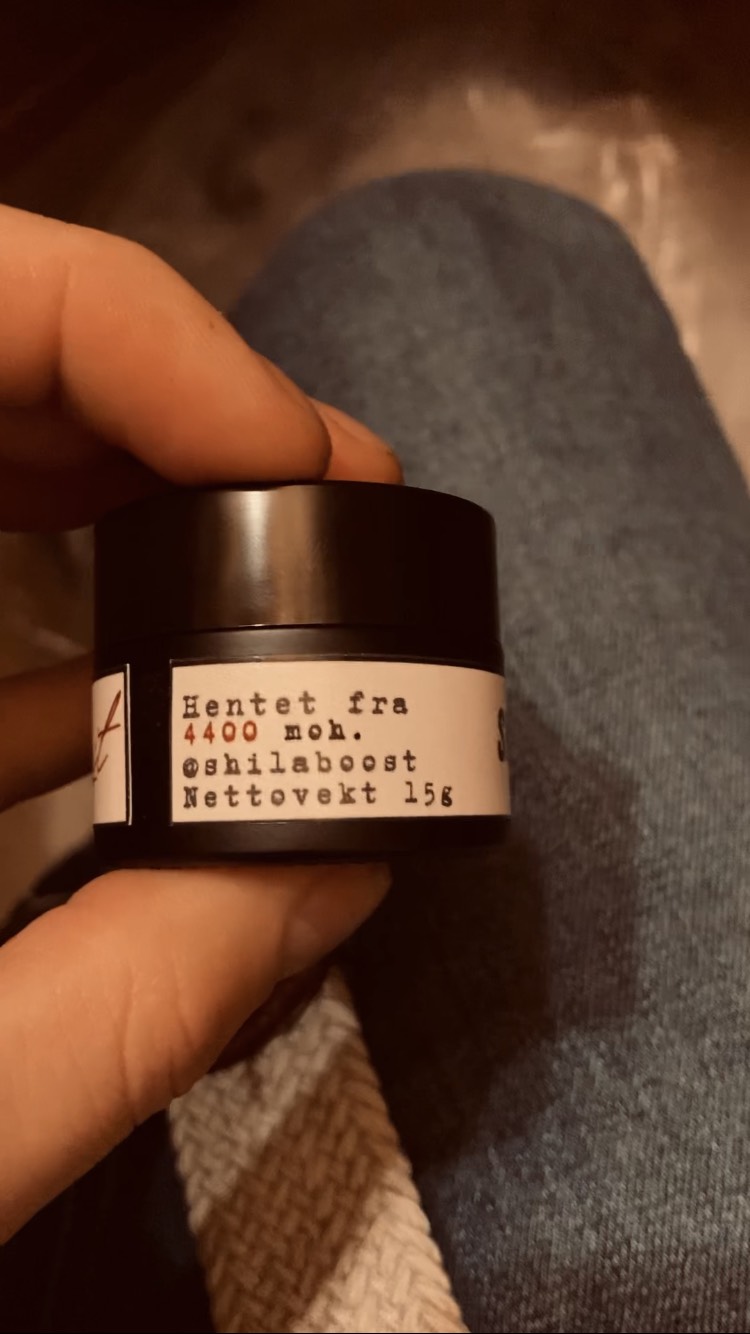 Hentet fra
4400 moh.
@shilaboost
Nettovekt 15g